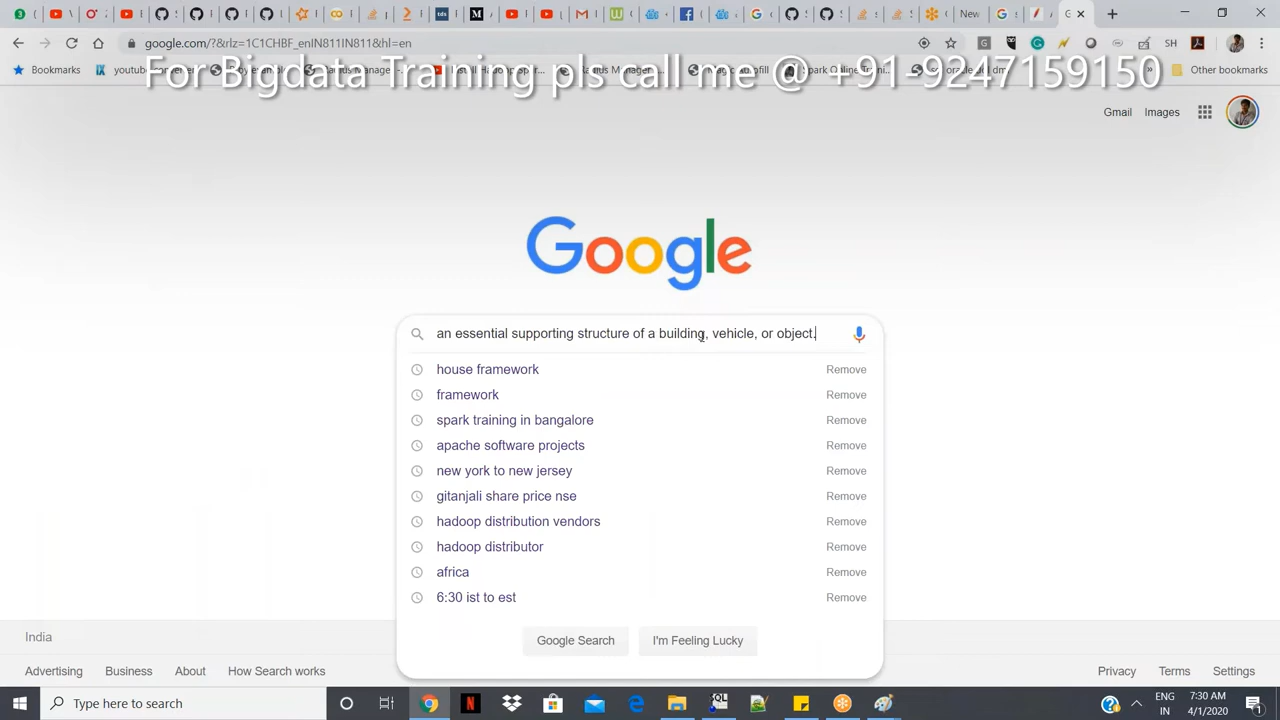 google.com/?&rlz=1C1CHBF_enIN811IN811&hl=en
Bookmarks
For Bigdata Training pls call me @ +91-9247159150
Other bookmarks
Gmail
Images
Google
an essential supporting structure of a building, vehicle, or object.
house framework Remove
framework Remove
spark training in bangalore Remove
apache software projects Remove
new york to new jersey Remove
gitanjali share price nse Remove
hadoop distribution vendors Remove
hadoop distributor Remove
africa Remove
6:30 ist to est Remove
Google Search
I'm Feeling Lucky
India
Advertising Business About How Search works
Privacy Terms Settings
Type here to search
ENG
IN
7:30 AM
4/1/2020